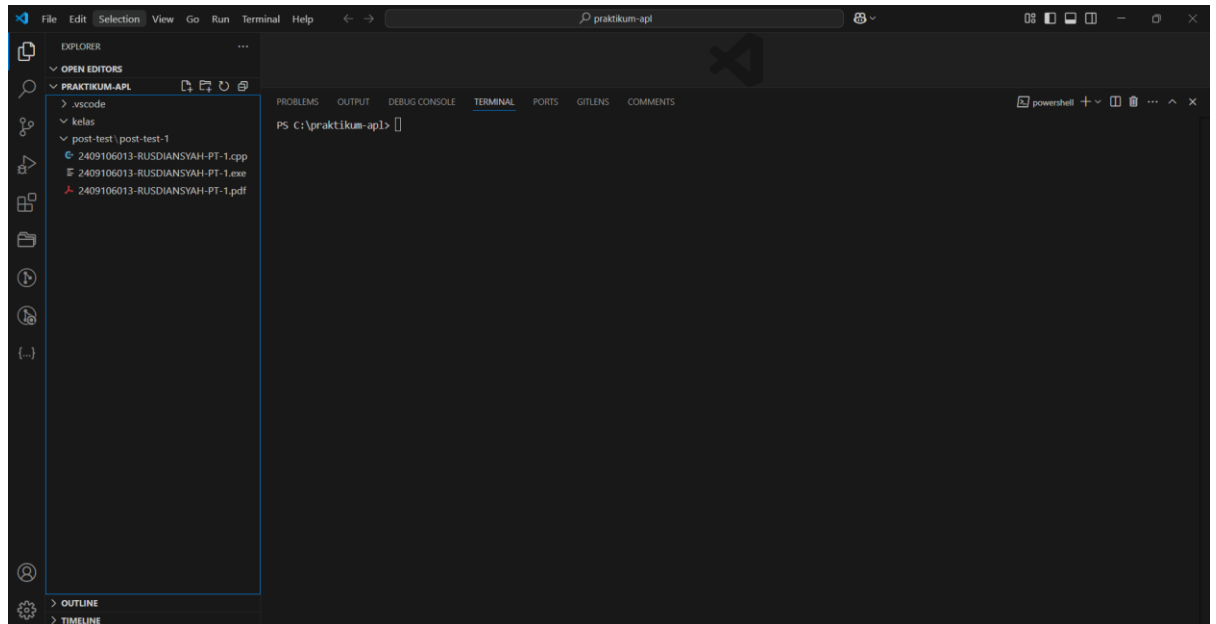 File Edit Selection View Go Run Terminal Help
praktikum-apl
EXPLORER
OPEN EDITORS
PRAKTIKUM-APL
.vscode
kelas
post-test\post-test-1
2409106013-RUSDIANSYAH-PT-1.cpp
2409106013-RUSDIANSYAH-PT-1.exe
2409106013-RUSDIANSYAH-PT-1.pdf
OUTLINE
TIMELINE
PROBLEMS OUTPUT DEBUG CONSOLE TERMINAL PORTS GITLENS COMMENTS
powershell
PS C:\praktikum-apl>